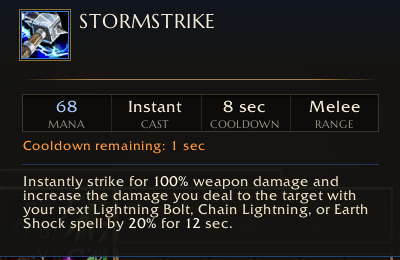 STORMSTRIKE
68 Instant 8 sec Melee
MANA CAST COOLDOWN RANGE
Cooldown remaining: 1 sec
Instantly strike for 100% weapon damage and
increase the damage you deal to the target with
your next Lightning Bolt, Chain Lightning, or Earth
Shock spell by 20% for 12 sec.